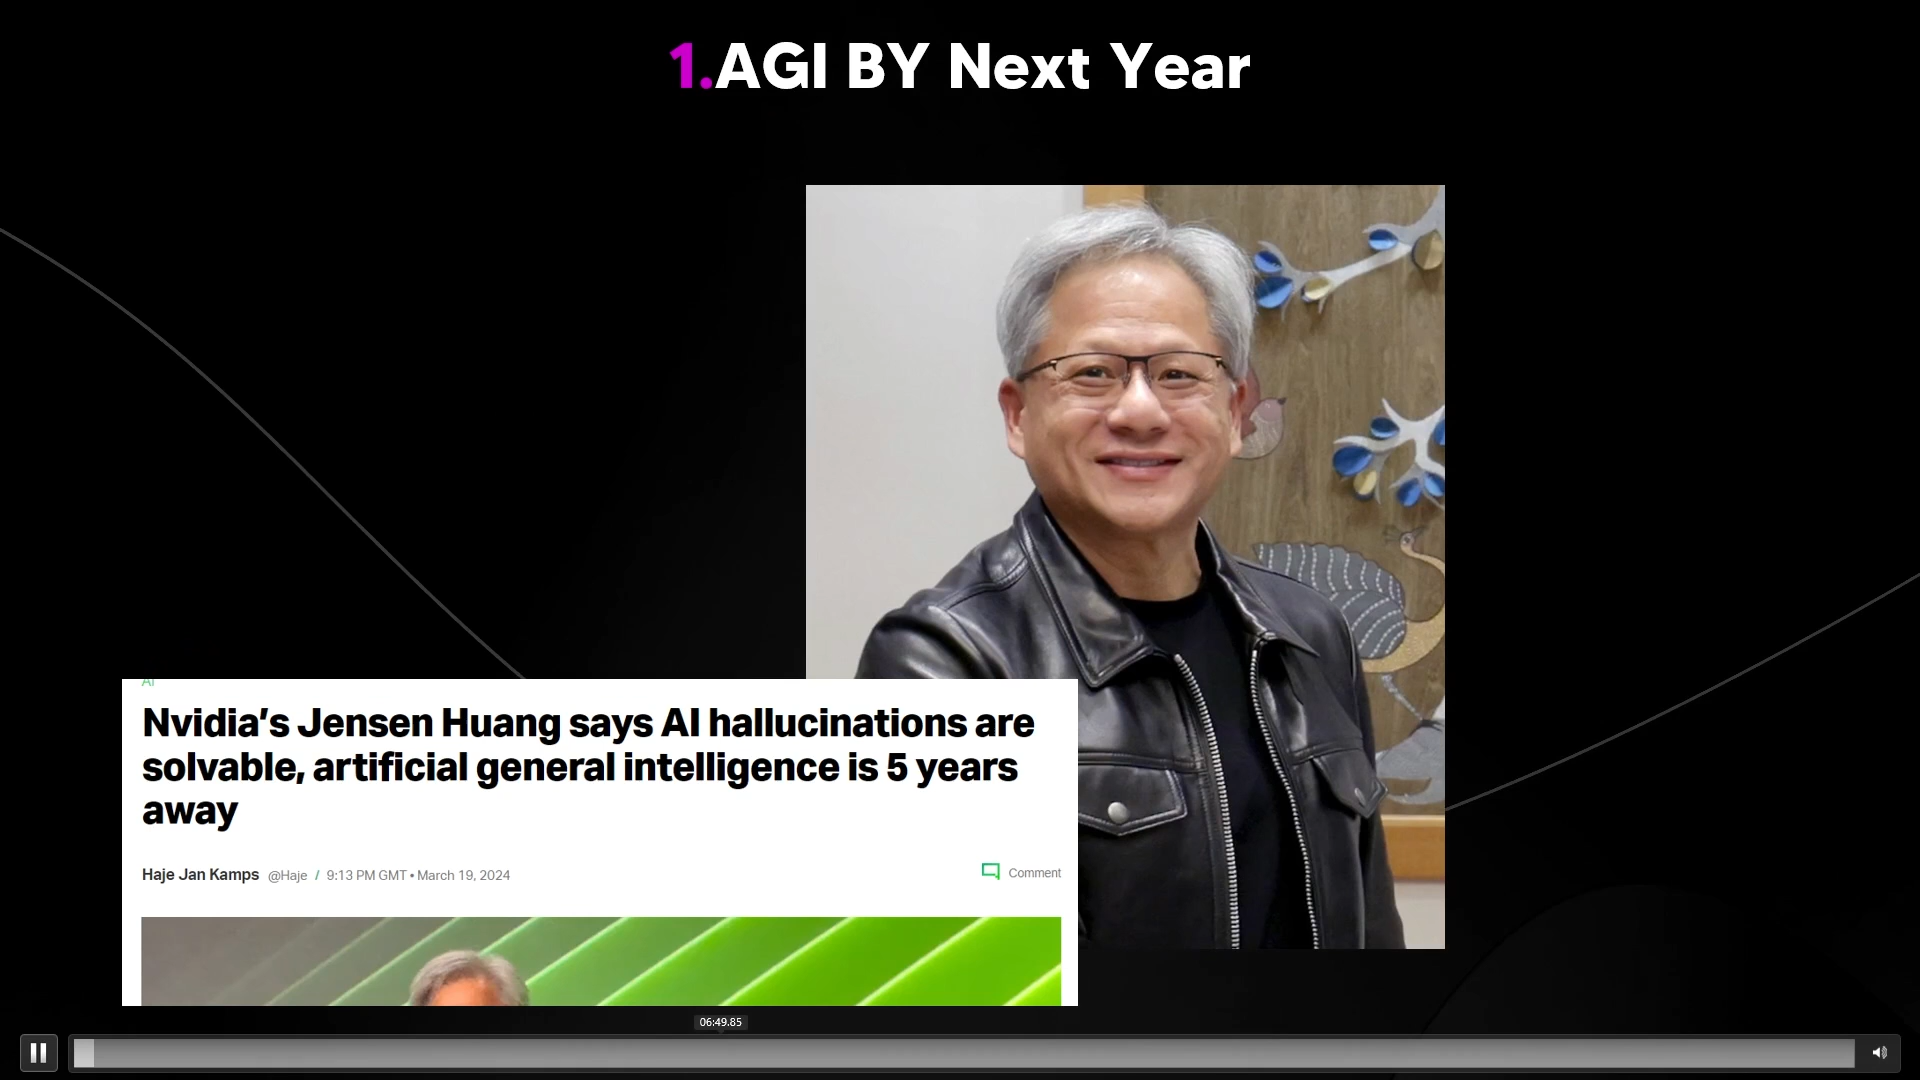 1.AGI BY Next Year
AI
Nvidia's Jensen Huang says AI hallucinations are
solvable, artificial general intelligence is 5 years
away
Haje Jan Kamps @Haje / 9:13 PM GMT • March 19, 2024
Comment
06:49.85